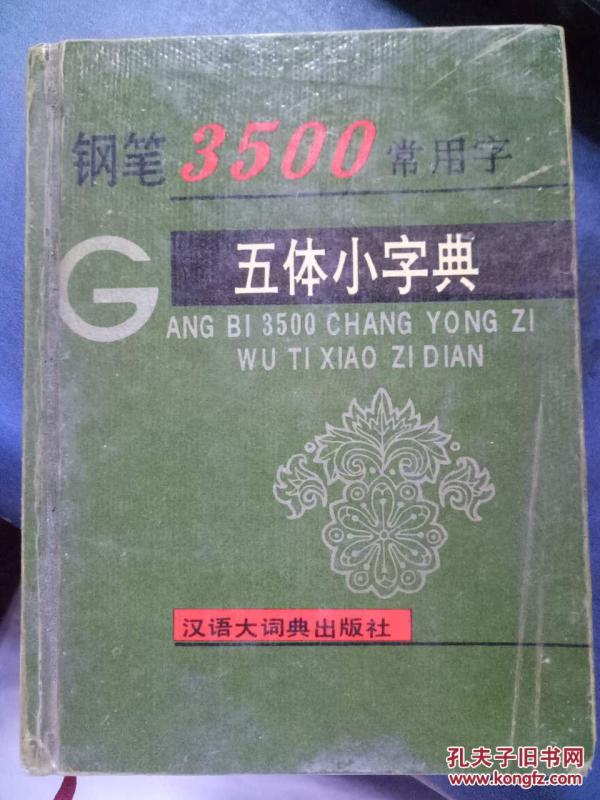 钢笔3500常用字
五体小字典
GANG BI 3500 CHANG YONG ZI
WU TI XIAO ZI DIAN
汉语大词典出版社
孔夫子旧书网
www.kongfz.com